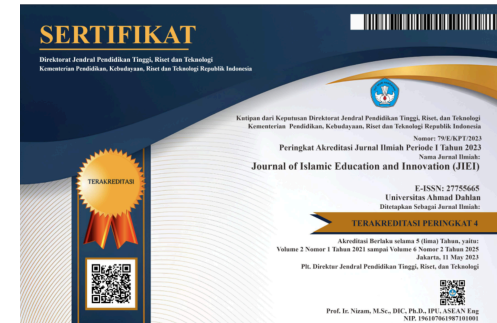 SERTIFIKAT
Direktorat Jendral Pendidikan Tinggi, Riset dan Teknologi
Kementerian Pendidikan, Kebudayaan, Riset dan Teknologi Republik Indonesia
Kutipan dari Keputusan Direktorat Jendral Pendidikan Tinggi, Riset, dan Teknologi
Kementerian Pendidikan, Kebudayaan, Riset dan Teknologi Republik Indonesia
Nomor: 79/E/KPT/2023
Peringkat Akreditasi Jurnal Ilmiah Periode I Tahun 2023
Nama Jurnal Ilmiah:
Journal of Islamic Education and Innovation (JIEI)
E-ISSN: 27755665
Universitas Ahmad Dahlan
Ditetapkan Sebagai Jurnal Ilmiah:
TERAKREDITASI
TERAKREDITASI PERINGKAT 4
Akreditasi Berlaku selama 5 (lima) Tahun, yaitu:
Volume 2 Nomor 1 Tahun 2021 sampai Volume 6 Nomor 2 Tahun 2025
Jakarta, 11 May 2023
Plt. Direktur Jendral Pendidikan Tinggi, Riset, dan Teknologi
Prof. Ir. Nizam, M.Sc., DIC, Ph.D., IPU, ASEAN Eng
NIP. 196107061987101001